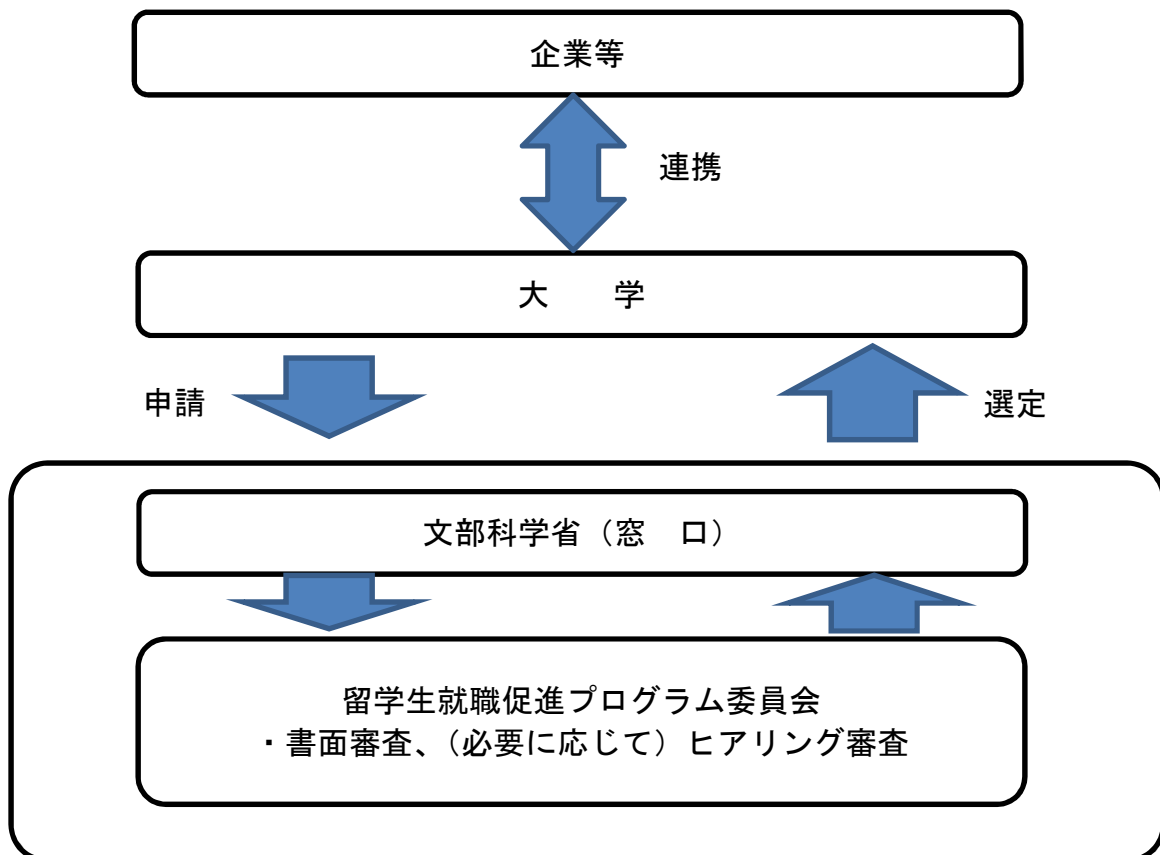 企業等
連携
大　　学
申請
選定
文部科学省（窓　口）
留学生就職促進プログラム委員会
・書面審査、（必要に応じて）ヒアリング審査